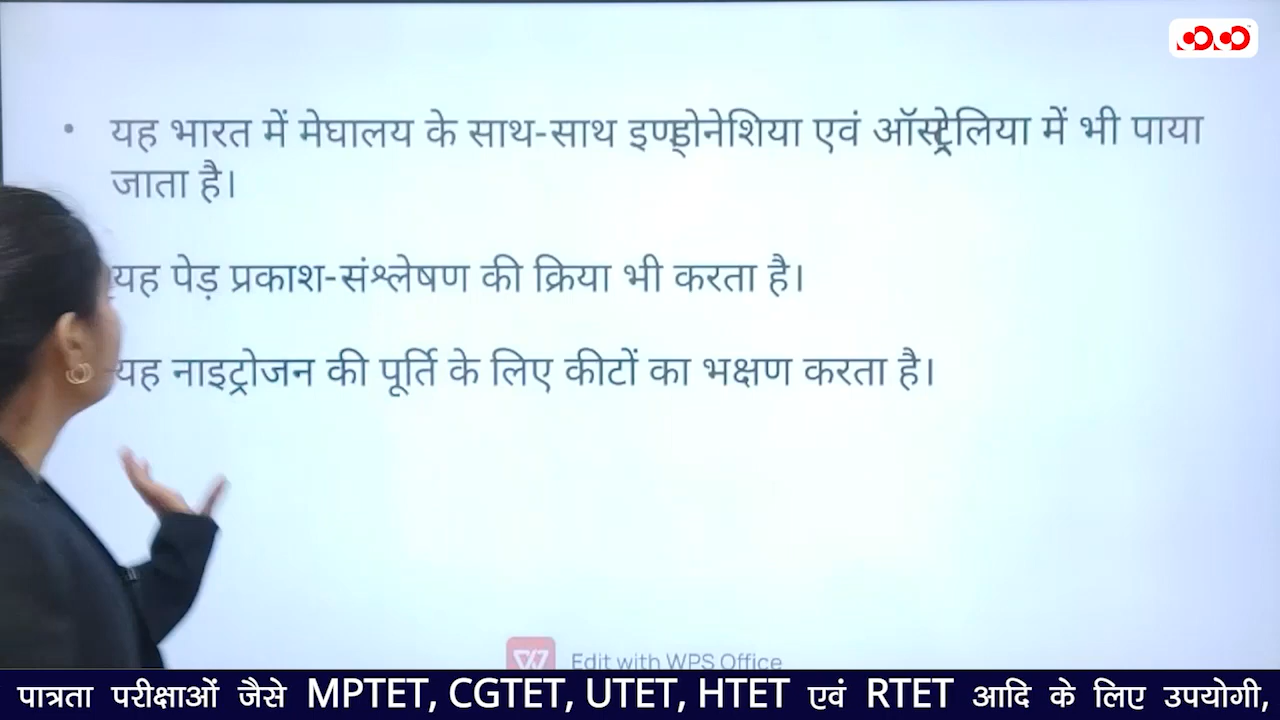 • यह भारत में मेघालय के साथ-साथ इण्डोनेशिया एवं ऑस्ट्रेलिया में भी पाया
जाता है।
यह पेड़ प्रकाश-संश्लेषण की क्रिया भी करता है।
यह नाइट्रोजन की पूर्ति के लिए कीटों का भक्षण करता है।
Edit with WPS Office
पात्रता परीक्षाओं जैसे MPTET, CGTET, UTET, HTET एवं RTET आदि के लिए उपयोगी,